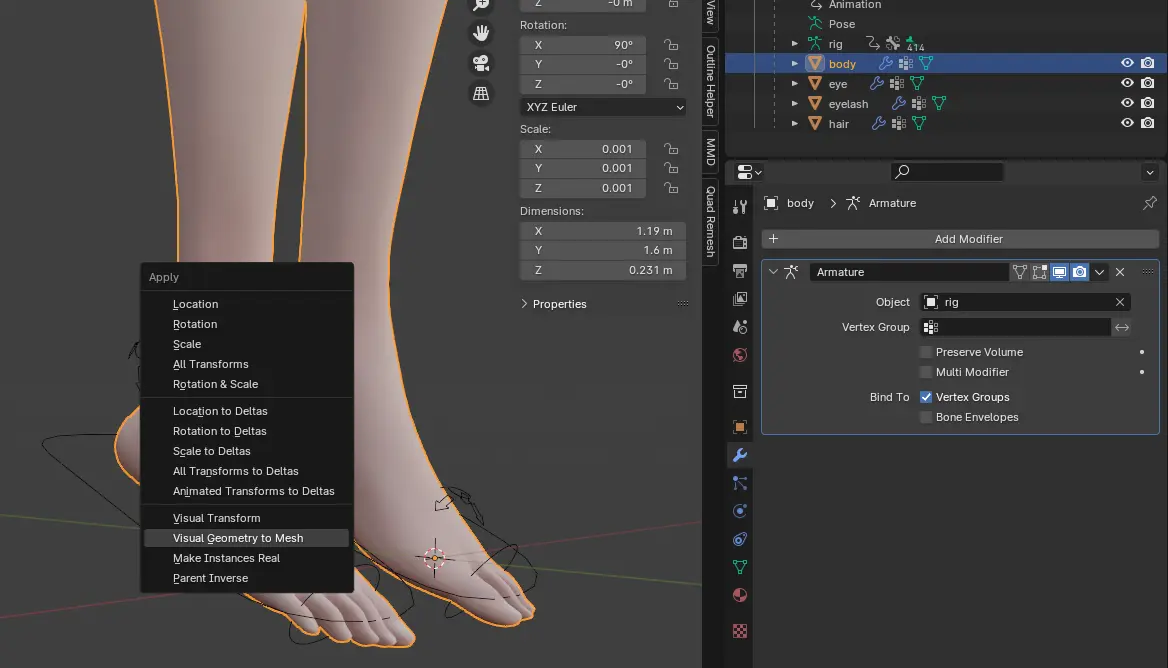 Z -0 m
Rotation:
X 90°
Y -0°
Z -0°
XYZ Euler
Scale:
X 0.001
Y 0.001
Z 0.001
Dimensions:
X 1.19 m
Y 1.6 m
Z 0.231 m
Properties
View
Outline Helper
MMD
Quad Remesh
Animation
Pose
rig 414
body
eye
eyelash
hair
body > Armature
+ Add Modifier
Armature
Object rig
Vertex Group
Preserve Volume
Multi Modifier
Bind To Vertex Groups
Bone Envelopes
Apply
Location
Rotation
Scale
All Transforms
Rotation & Scale
Location to Deltas
Rotation to Deltas
Scale to Deltas
All Transforms to Deltas
Animated Transforms to Deltas
Visual Transform
Visual Geometry to Mesh
Make Instances Real
Parent Inverse